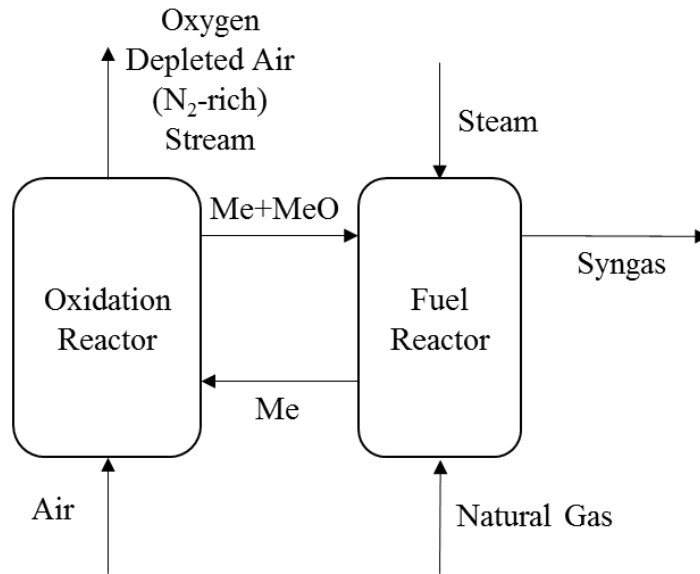 Oxygen
Depleted Air
(N₂-rich)
Stream
Steam
Me+MeO
Syngas
Oxidation
Reactor
Fuel
Reactor
Me
Air
Natural Gas